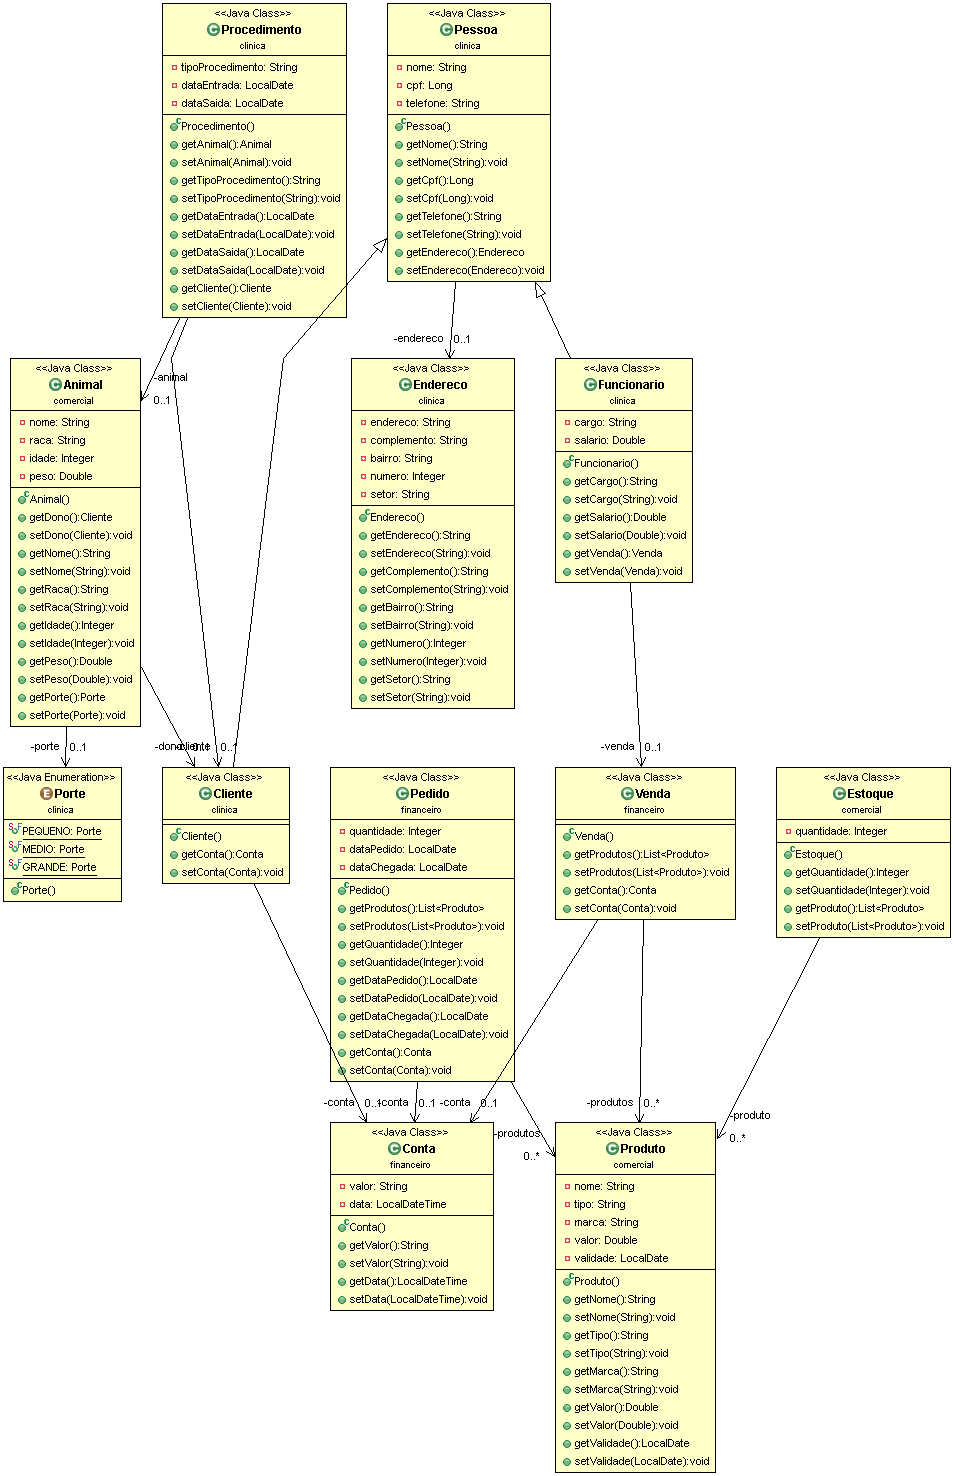 <<Java Class>>
Procedimento
clinica
tipoProcedimento: String
dataEntrada: LocalDate
dataSaida: LocalDate
Procedimento()
getAnimal():Animal
setAnimal(Animal):void
getTipoProcedimento():String
setTipoProcedimento(String):void
getDataEntrada():LocalDate
setDataEntrada(LocalDate):void
getDataSaida():LocalDate
setDataSaida(LocalDate):void
getCliente():Cliente
setCliente(Cliente):void
<<Java Class>>
Pessoa
clinica
nome: String
cpf: Long
telefone: String
Pessoa()
getNome():String
setNome(String):void
getCpf():Long
setCpf(Long):void
getTelefone():String
setTelefone(String):void
getEndereco():Endereco
setEndereco(Endereco):void
-endereco 0..1
-animal
0..1
<<Java Class>>
Animal
comercial
nome: String
raca: String
idade: Integer
peso: Double
Animal()
getDono():Cliente
setDono(Cliente):void
getNome():String
setNome(String):void
getRaca():String
setRaca(String):void
getIdade():Integer
setIdade(Integer):void
getPeso():Double
setPeso(Double):void
getPorte():Porte
setPorte(Porte):void
<<Java Class>>
Endereco
clinica
endereco: String
complemento: String
bairro: String
numero: Integer
setor: String
Endereco()
getEndereco():String
setEndereco(String):void
getComplemento():String
setComplemento(String):void
getBairro():String
setBairro(String):void
getNumero():Integer
setNumero(Integer):void
getSetor():String
setSetor(String):void
<<Java Class>>
Funcionario
clinica
cargo: String
salario: Double
Funcionario()
getCargo():String
setCargo(String):void
getSalario():Double
setSalario(Double):void
getVenda():Venda
setVenda(Venda):void
-porte 0..1
-dono 0..1
-cliente 0..1
-venda 0..1
<<Java Enumeration>>
Porte
clinica
PEQUENO: Porte
MEDIO: Porte
GRANDE: Porte
Porte()
<<Java Class>>
Cliente
clinica
Cliente()
getConta():Conta
setConta(Conta):void
<<Java Class>>
Pedido
financeiro
quantidade: Integer
dataPedido: LocalDate
dataChegada: LocalDate
Pedido()
getProdutos():List<Produto>
setProdutos(List<Produto>):void
getQuantidade():Integer
setQuantidade(Integer):void
getDataPedido():LocalDate
setDataPedido(LocalDate):void
getDataChegada():LocalDate
setDataChegada(LocalDate):void
getConta():Conta
setConta(Conta):void
<<Java Class>>
Venda
financeiro
Venda()
getProdutos():List<Produto>
setProdutos(List<Produto>):void
getConta():Conta
setConta(Conta):void
<<Java Class>>
Estoque
comercial
quantidade: Integer
Estoque()
getQuantidade():Integer
setQuantidade(Integer):void
getProduto():List<Produto>
setProduto(List<Produto>):void
-conta 0..1
-conta 0..1
-conta 0..1
-produtos
0..*
-produtos 0..*
-produto
0..*
<<Java Class>>
Conta
financeiro
valor: String
data: LocalDateTime
Conta()
getValor():String
setValor(String):void
getData():LocalDateTime
setData(LocalDateTime):void
<<Java Class>>
Produto
comercial
nome: String
tipo: String
marca: String
valor: Double
validade: LocalDate
Produto()
getNome():String
setNome(String):void
getTipo():String
setTipo(String):void
getMarca():String
setMarca(String):void
getValor():Double
setValor(Double):void
getValidade():LocalDate
setValidade(LocalDate):void